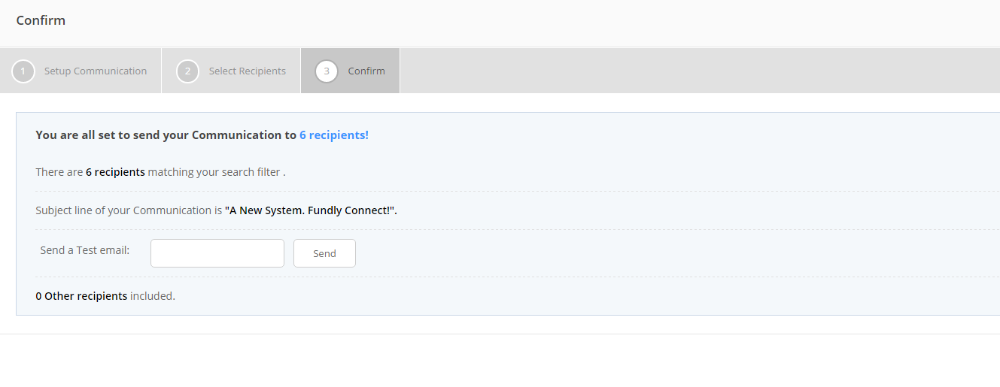 Confirm
1 Setup Communication 2 Select Recipients 3 Confirm
You are all set to send your Communication to 6 recipients!
There are 6 recipients matching your search filter .
Subject line of your Communication is "A New System. Fundly Connect!".
Send a Test email: Send
0 Other recipients included.